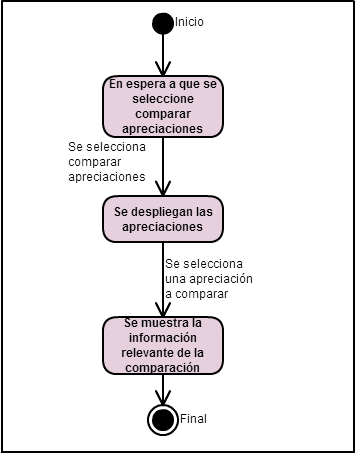 Inicio
En espera a que se
seleccione
comparar
apreciaciones
Se selecciona
comparar
apreciaciones
Se despliegan las
apreciaciones
Se selecciona
una apreciación
a comparar
Se muestra la
información
relevante de la
comparación
Final